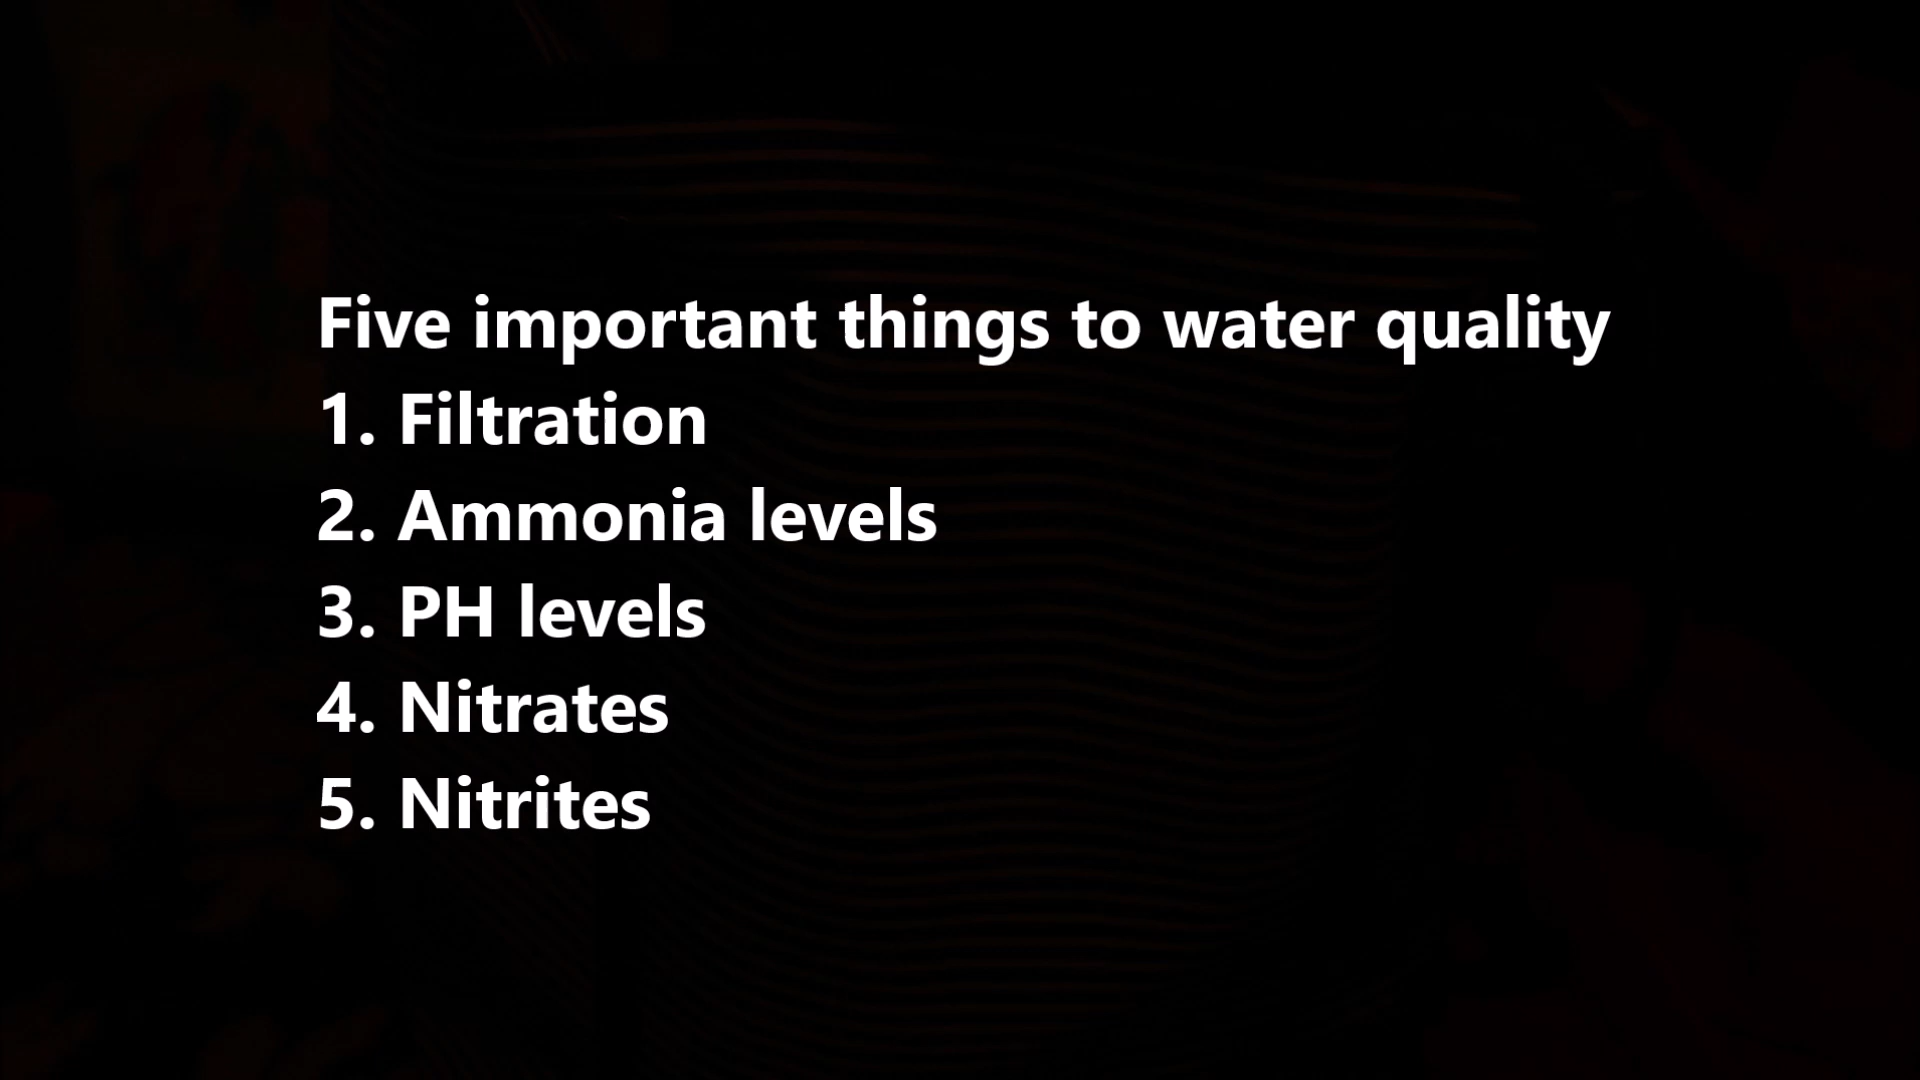 Five important things to water quality
1. Filtration
2. Ammonia levels
3. PH levels
4. Nitrates
5. Nitrites